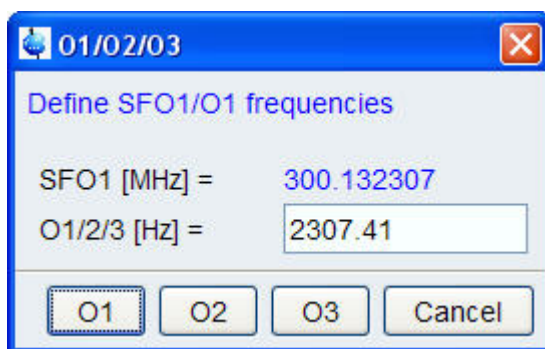 O1/O2/O3
Define SFO1/O1 frequencies
SFO1 [MHz] = 300.132307
O1/2/3 [Hz] = 2307.41
O1 O2 O3 Cancel